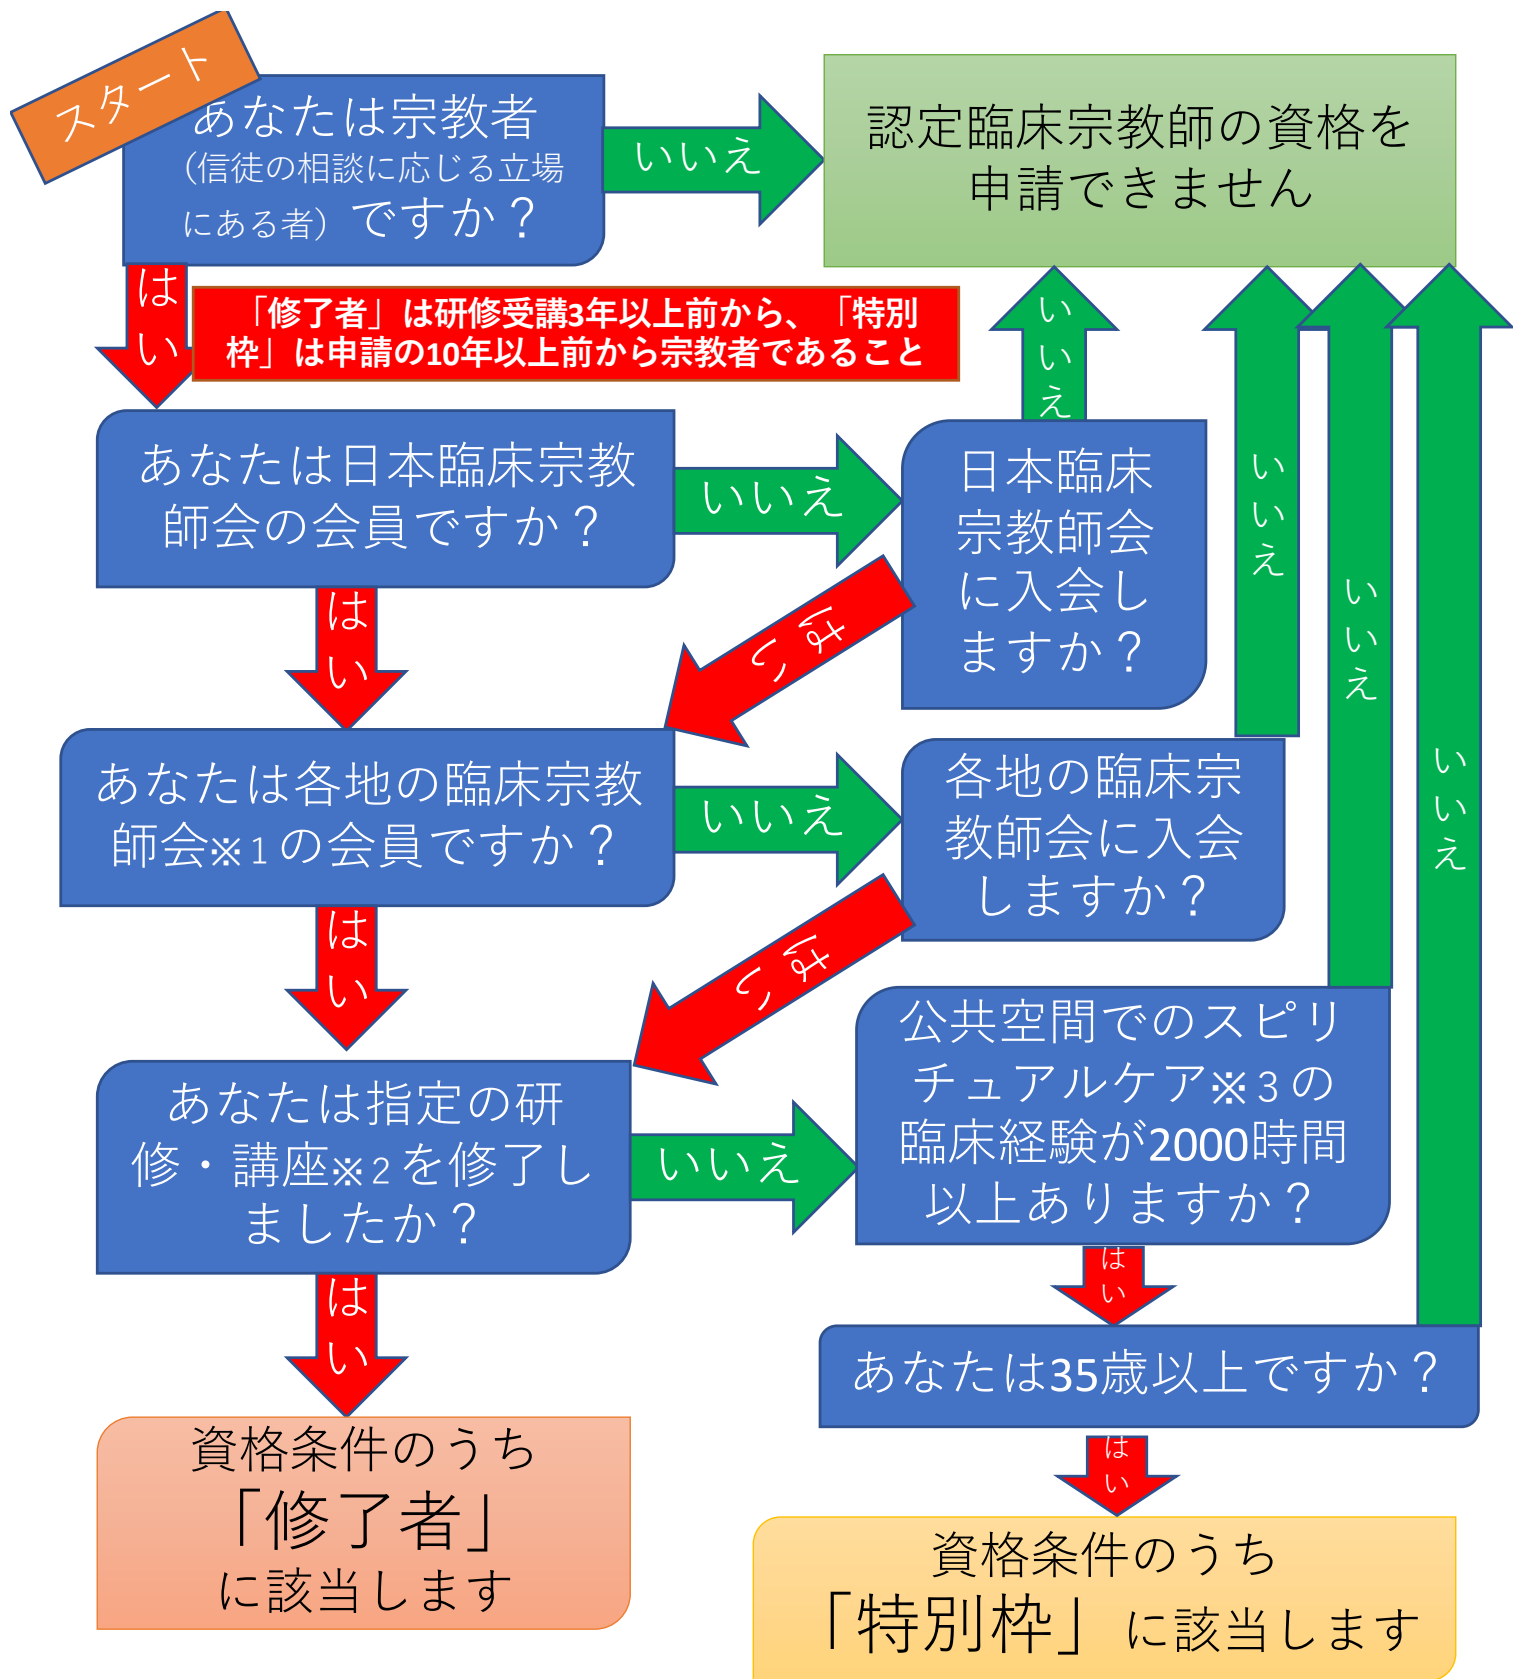 スタート
あなたは宗教者
（信徒の相談に応じる立場
にある者）ですか？
いいえ
認定臨床宗教師の資格を
申請できません
はい
「修了者」は研修受講3年以上前から、「特別
枠」は申請の10年以上前から宗教者であること
いいえ
あなたは日本臨床宗教
師会の会員ですか？
いいえ
日本臨床
宗教師会
に入会し
ますか？
はい
はい
いいえ
あなたは各地の臨床宗教
師会※1の会員ですか？
いいえ
各地の臨床宗
教師会に入会
しますか？
はい
はい
いいえ
あなたは指定の研
修・講座※2を修了し
ましたか？
いいえ
公共空間でのスピリ
チュアルケア※3の
臨床経験が2000時間
以上ありますか？
はい
いいえ
あなたは35歳以上ですか？
はい
はい
資格条件のうち
「修了者」
に該当します
資格条件のうち
「特別枠」に該当します